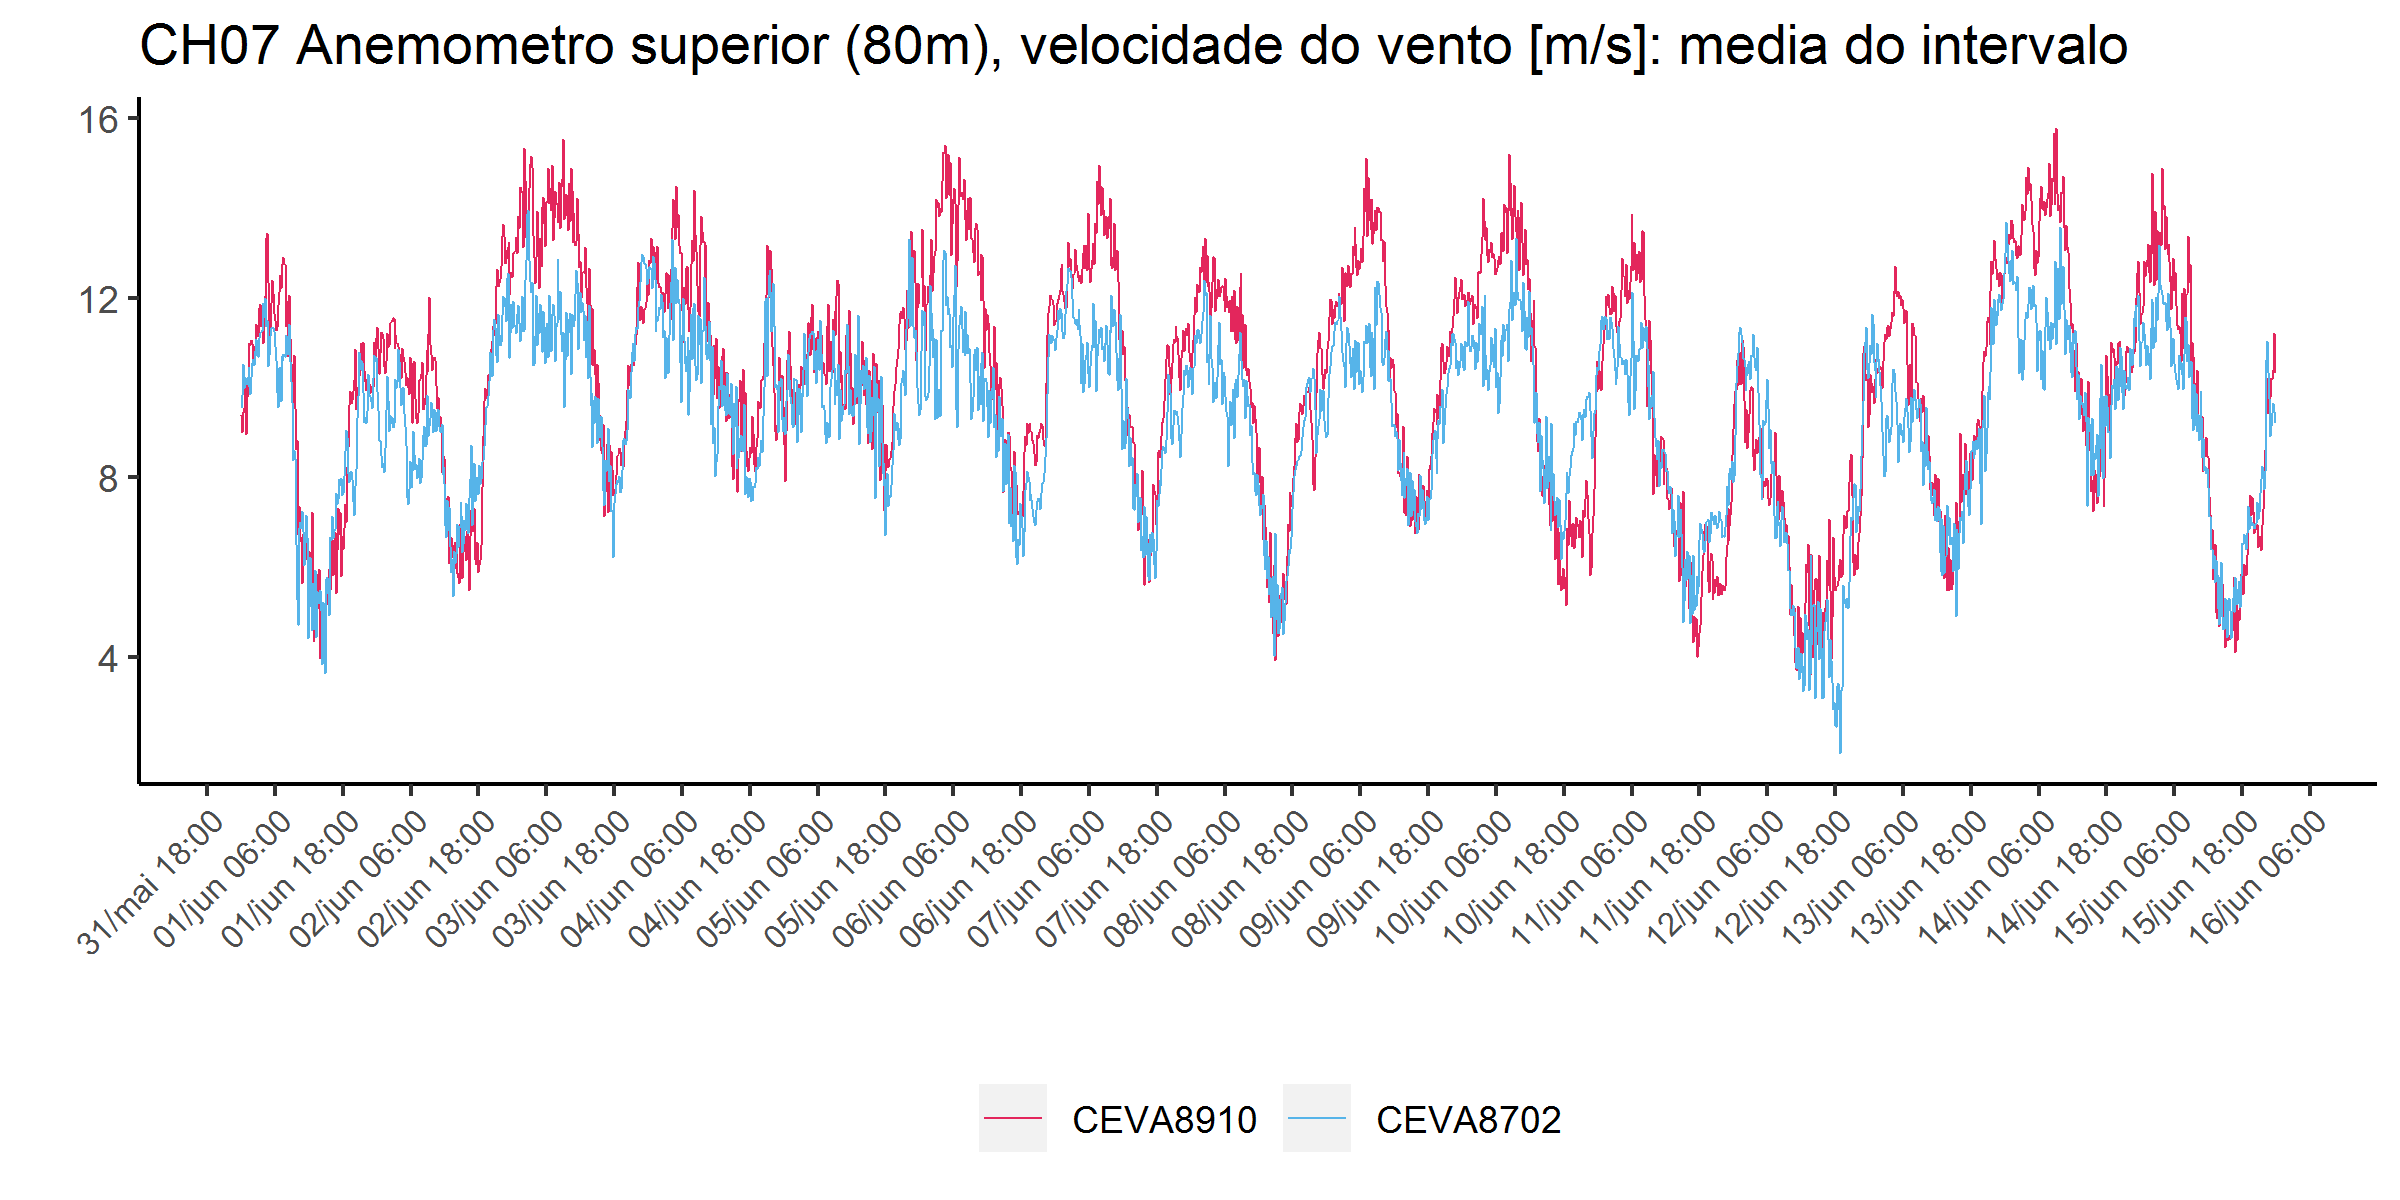 CH07 Anemometro superior (80m), velocidade do vento [m/s]: media do intervalo
16
12
8
4
31/mai 18:00
01/jun 06:00
01/jun 18:00
02/jun 06:00
02/jun 18:00
03/jun 06:00
03/jun 18:00
04/jun 06:00
04/jun 18:00
05/jun 06:00
05/jun 18:00
06/jun 06:00
06/jun 18:00
07/jun 06:00
07/jun 18:00
08/jun 06:00
08/jun 18:00
09/jun 06:00
09/jun 18:00
10/jun 06:00
10/jun 18:00
11/jun 06:00
11/jun 18:00
12/jun 06:00
12/jun 18:00
13/jun 06:00
13/jun 18:00
14/jun 06:00
14/jun 18:00
15/jun 06:00
15/jun 18:00
16/jun 06:00
CEVA8910 CEVA8702